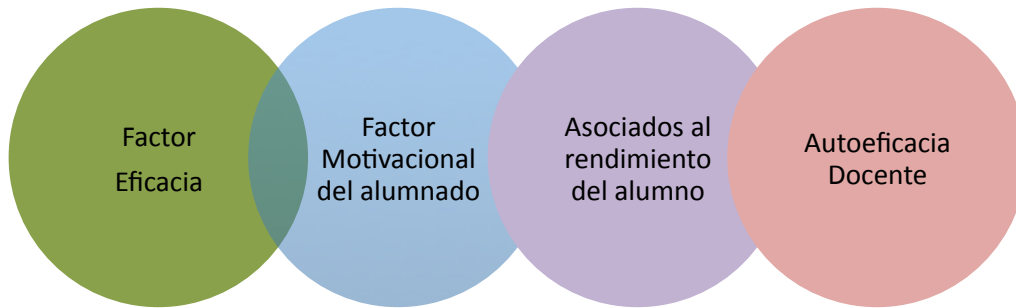 Factor
Eficacia
Factor
Motivacional
del alumnado
Asociados al
rendimiento
del alumno
Autoeficacia
Docente